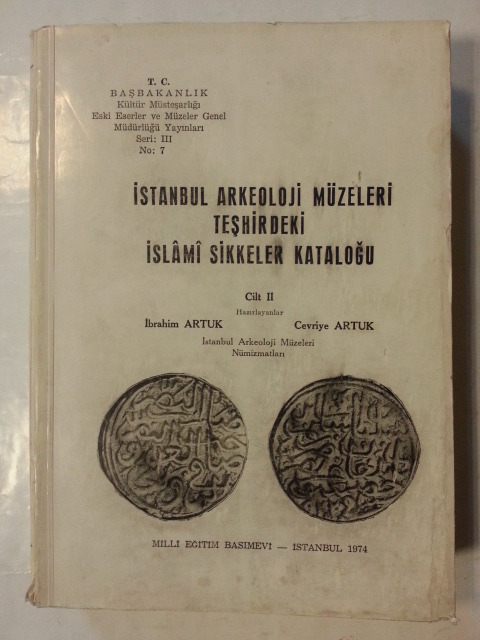 T. C.
BAŞBAKANLIK
Kültür Müsteşarlığı
Eski Eserler ve Müzeler Genel
Müdürlüğü Yayınları
Seri: III
No: 7
İSTANBUL ARKEOLOJİ MÜZELERİ
TEŞHİRDEKİ
İSLÂMÎ SİKKELER KATALOĞU
Cilt II
Hazırlayanlar
İbrahim ARTUK Cevriye ARTUK
İstanbul Arkeoloji Müzeleri
Nümizmatları
MİLLİ EĞİTİM BASIMEVİ — İSTANBUL 1974